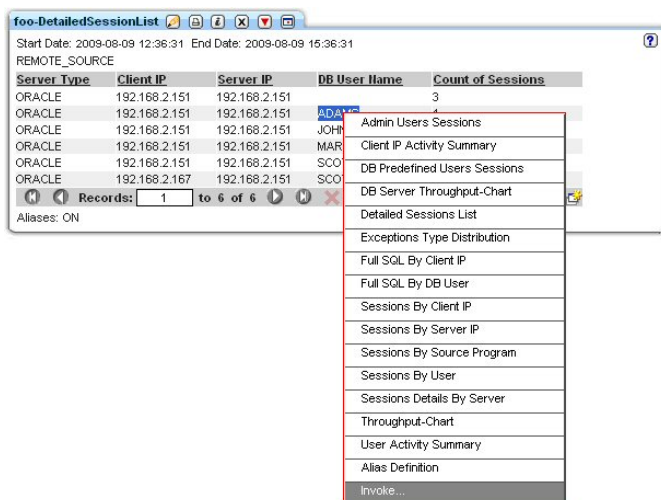 foo-DetailedSessionList
Start Date: 2009-08-09 12:36:31 End Date: 2009-08-09 15:36:31
REMOTE_SOURCE
Server Type Client IP Server IP DB User Name Count of Sessions
ORACLE 192.168.2.151 192.168.2.151 3
ORACLE 192.168.2.151 192.168.2.151 ADAMS
ORACLE 192.168.2.151 192.168.2.151 JOHN
ORACLE 192.168.2.151 192.168.2.151 MAR
ORACLE 192.168.2.151 192.168.2.151 SCO
ORACLE 192.168.2.167 192.168.2.151 SCO
Records: 1 to 6 of 6
Aliases: ON
Admin Users Sessions
Client IP Activity Summary
DB Predefined Users Sessions
DB Server Throughput-Chart
Detailed Sessions List
Exceptions Type Distribution
Full SQL By Client IP
Full SQL By DB User
Sessions By Client IP
Sessions By Server IP
Sessions By Source Program
Sessions By User
Sessions Details By Server
Throughput-Chart
User Activity Summary
Alias Definition
Invoke...